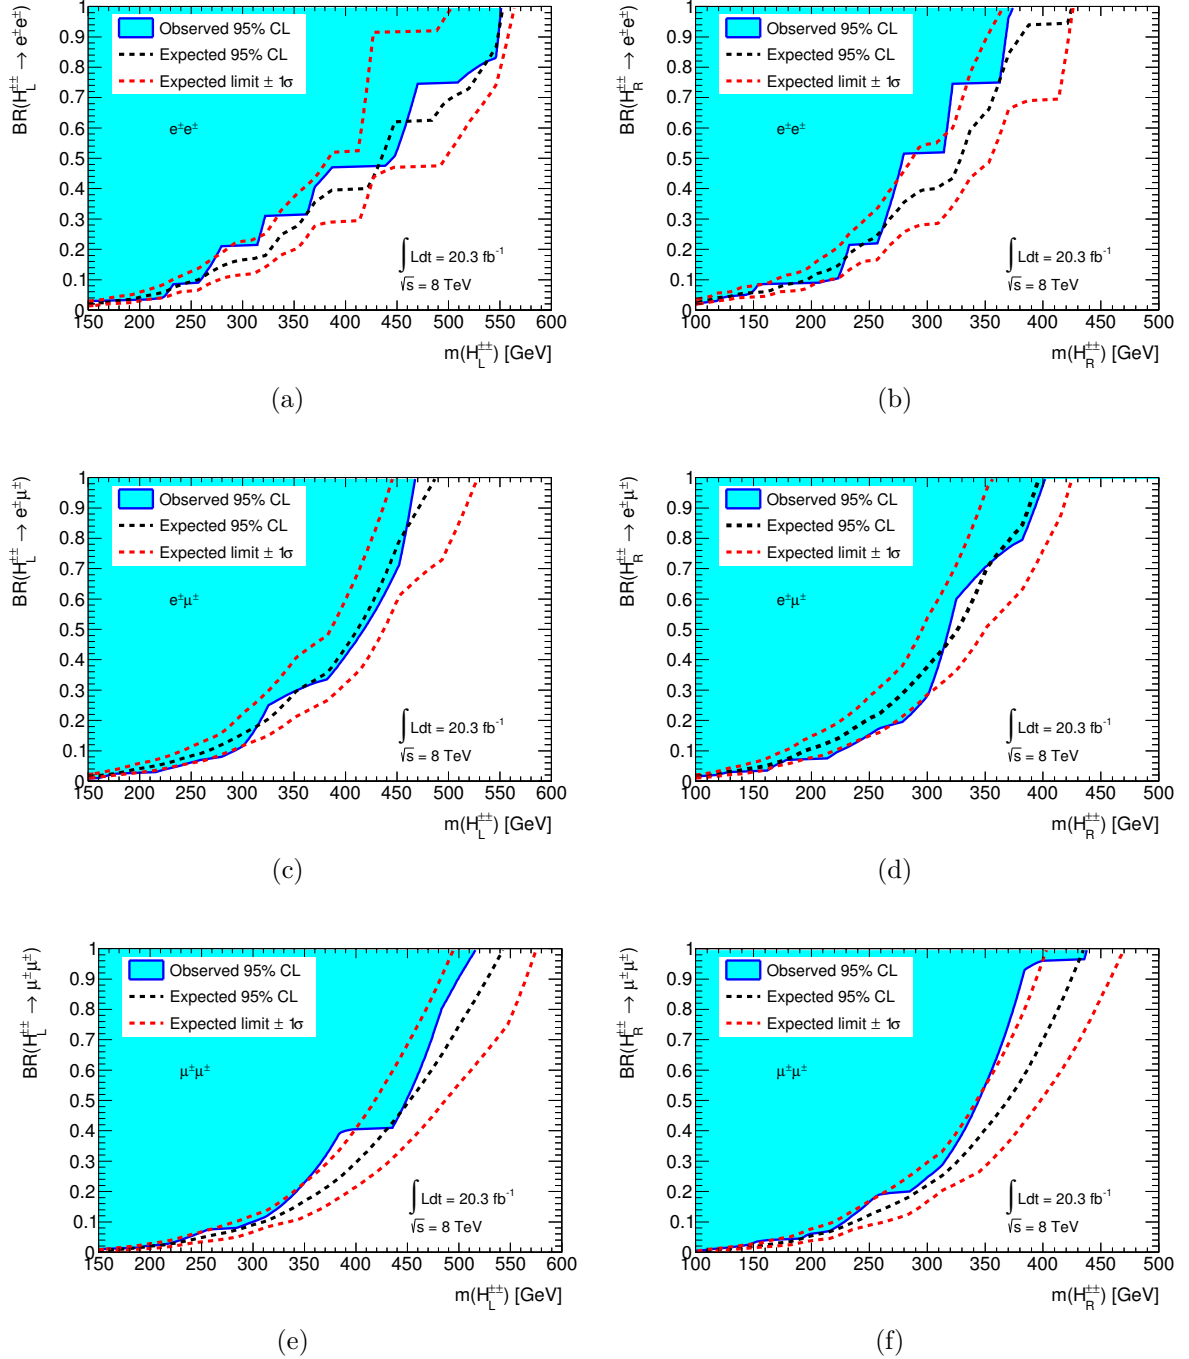 BR(H_L^{±±} → e^± e^±)
1
0.9
0.8
0.7
0.6
0.5
0.4
0.3
0.2
0.1
0
Observed 95% CL
Expected 95% CL
Expected limit ± 1σ
e^±e^±
∫ Ldt = 20.3 fb^{-1}
√s = 8 TeV
150 200 250 300 350 400 450 500 550 600
m(H_L^{±±}) [GeV]
(a)
BR(H_R^{±±} → e^± e^±)
1
0.9
0.8
0.7
0.6
0.5
0.4
0.3
0.2
0.1
0
Observed 95% CL
Expected 95% CL
Expected limit ± 1σ
e^±e^±
∫ Ldt = 20.3 fb^{-1}
√s = 8 TeV
100 150 200 250 300 350 400 450 500
m(H_R^{±±}) [GeV]
(b)
BR(H_L^{±±} → e^± μ^±)
1
0.9
0.8
0.7
0.6
0.5
0.4
0.3
0.2
0.1
0
Observed 95% CL
Expected 95% CL
Expected limit ± 1σ
e^±μ^±
∫ Ldt = 20.3 fb^{-1}
√s = 8 TeV
150 200 250 300 350 400 450 500 550 600
m(H_L^{±±}) [GeV]
(c)
BR(H_R^{±±} → e^± μ^±)
1
0.9
0.8
0.7
0.6
0.5
0.4
0.3
0.2
0.1
0
Observed 95% CL
Expected 95% CL
Expected limit ± 1σ
e^±μ^±
∫ Ldt = 20.3 fb^{-1}
√s = 8 TeV
100 150 200 250 300 350 400 450 500
m(H_R^{±±}) [GeV]
(d)
BR(H_L^{±±} → μ^± μ^±)
1
0.9
0.8
0.7
0.6
0.5
0.4
0.3
0.2
0.1
0
Observed 95% CL
Expected 95% CL
Expected limit ± 1σ
μ^±μ^±
∫ Ldt = 20.3 fb^{-1}
√s = 8 TeV
150 200 250 300 350 400 450 500 550 600
m(H_L^{±±}) [GeV]
(e)
BR(H_R^{±±} → μ^± μ^±)
1
0.9
0.8
0.7
0.6
0.5
0.4
0.3
0.2
0.1
0
Observed 95% CL
Expected 95% CL
Expected limit ± 1σ
μ^±μ^±
∫ Ldt = 20.3 fb^{-1}
√s = 8 TeV
100 150 200 250 300 350 400 450 500
m(H_R^{±±}) [GeV]
(f)